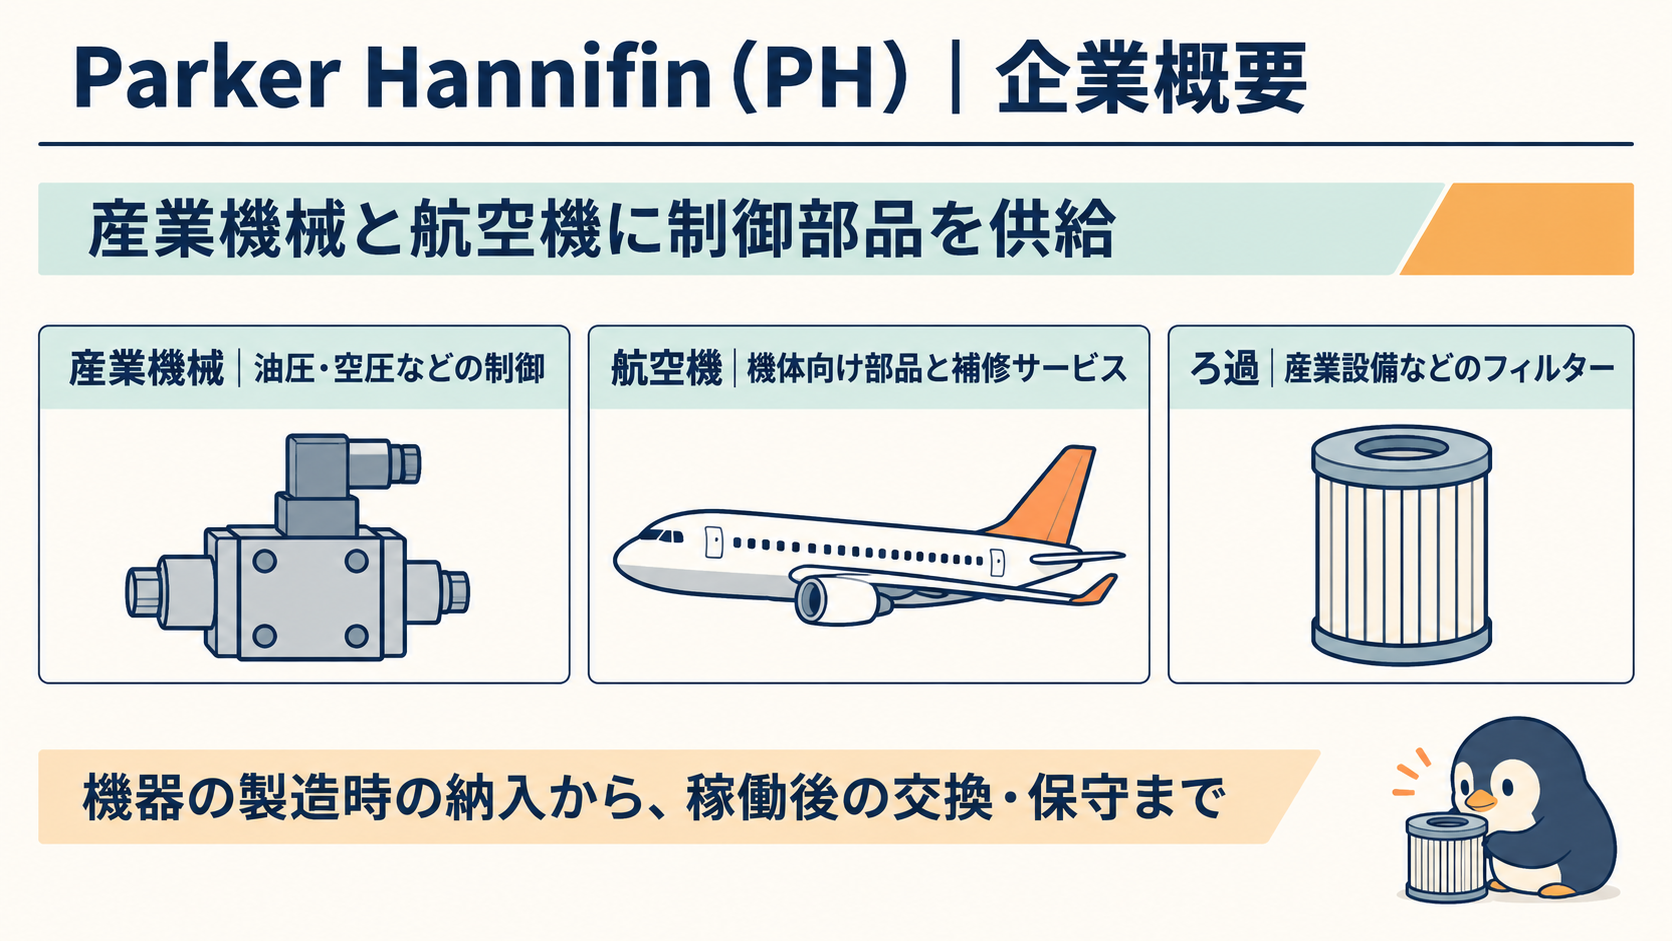 Parker Hannifin（PH）｜企業概要
産業機械と航空機に制御部品を供給
産業機械｜油圧・空圧などの制御
航空機｜機体向け部品と補修サービス
ろ過｜産業設備などのフィルター
機器の製造時の納入から、稼働後の交換・保守まで